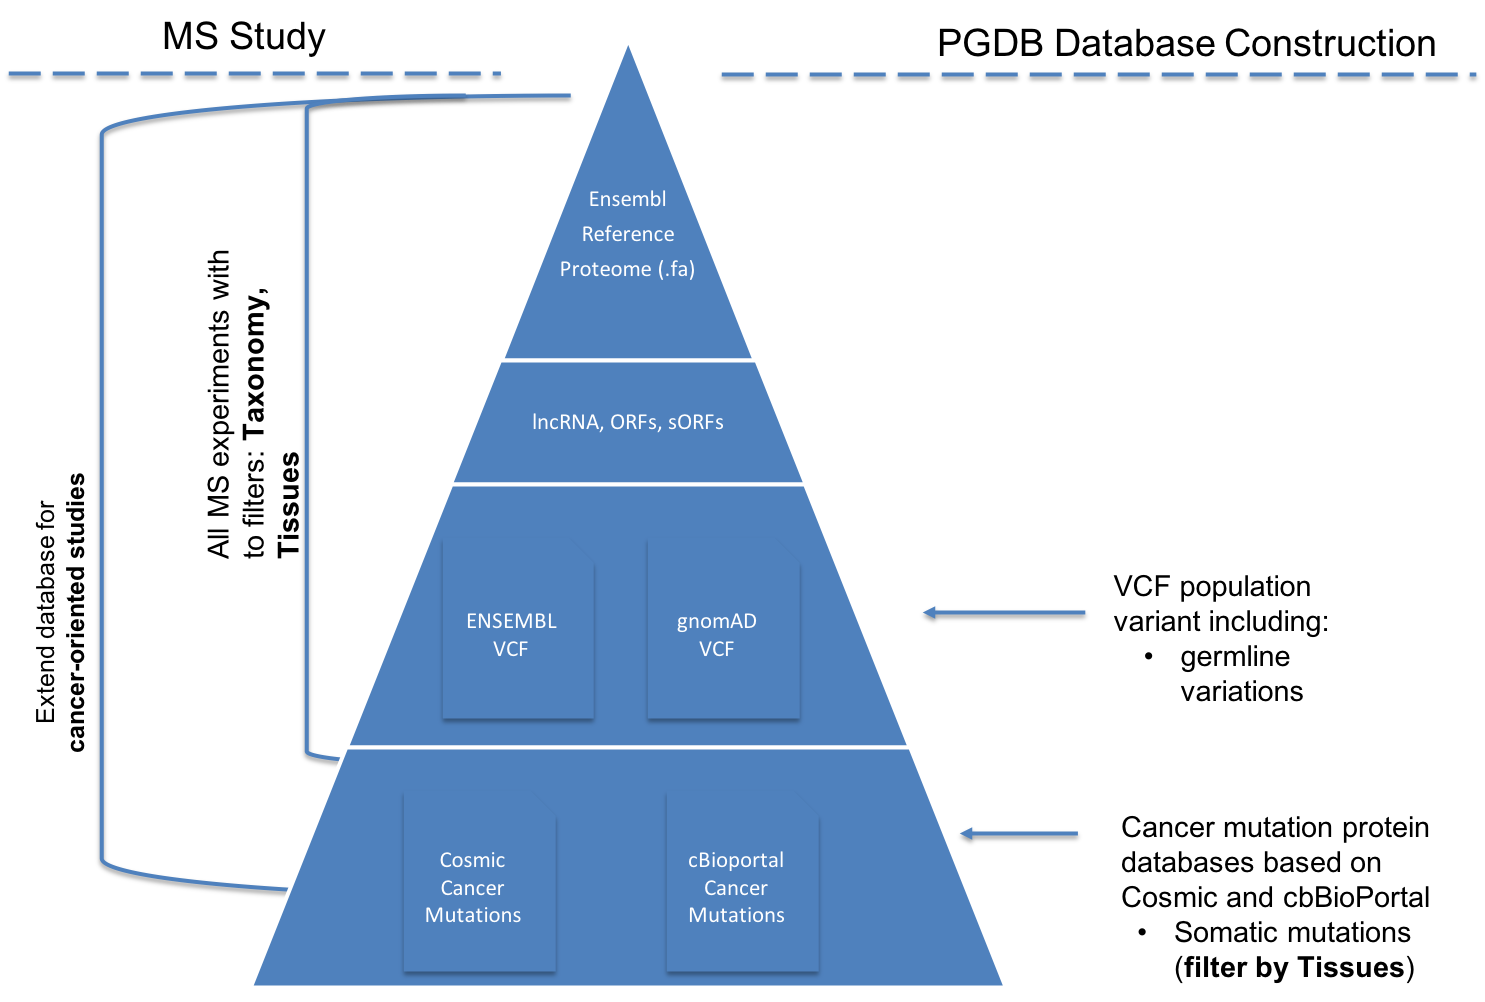 MS Study
PGDB Database Construction
Ensembl
Reference
Proteome (.fa)
lncRNA, ORFs, sORFs
ENSEMBL
VCF
gnomAD
VCF
Cosmic
Cancer
Mutations
cBioportal
Cancer
Mutations
Extend database for
cancer-oriented studies
All MS experiments with
to filters: Taxonomy,
Tissues
VCF population
variant including:
• germline
variations
Cancer mutation protein
databases based on
Cosmic and cbBioPortal
• Somatic mutations
(filter by Tissues)